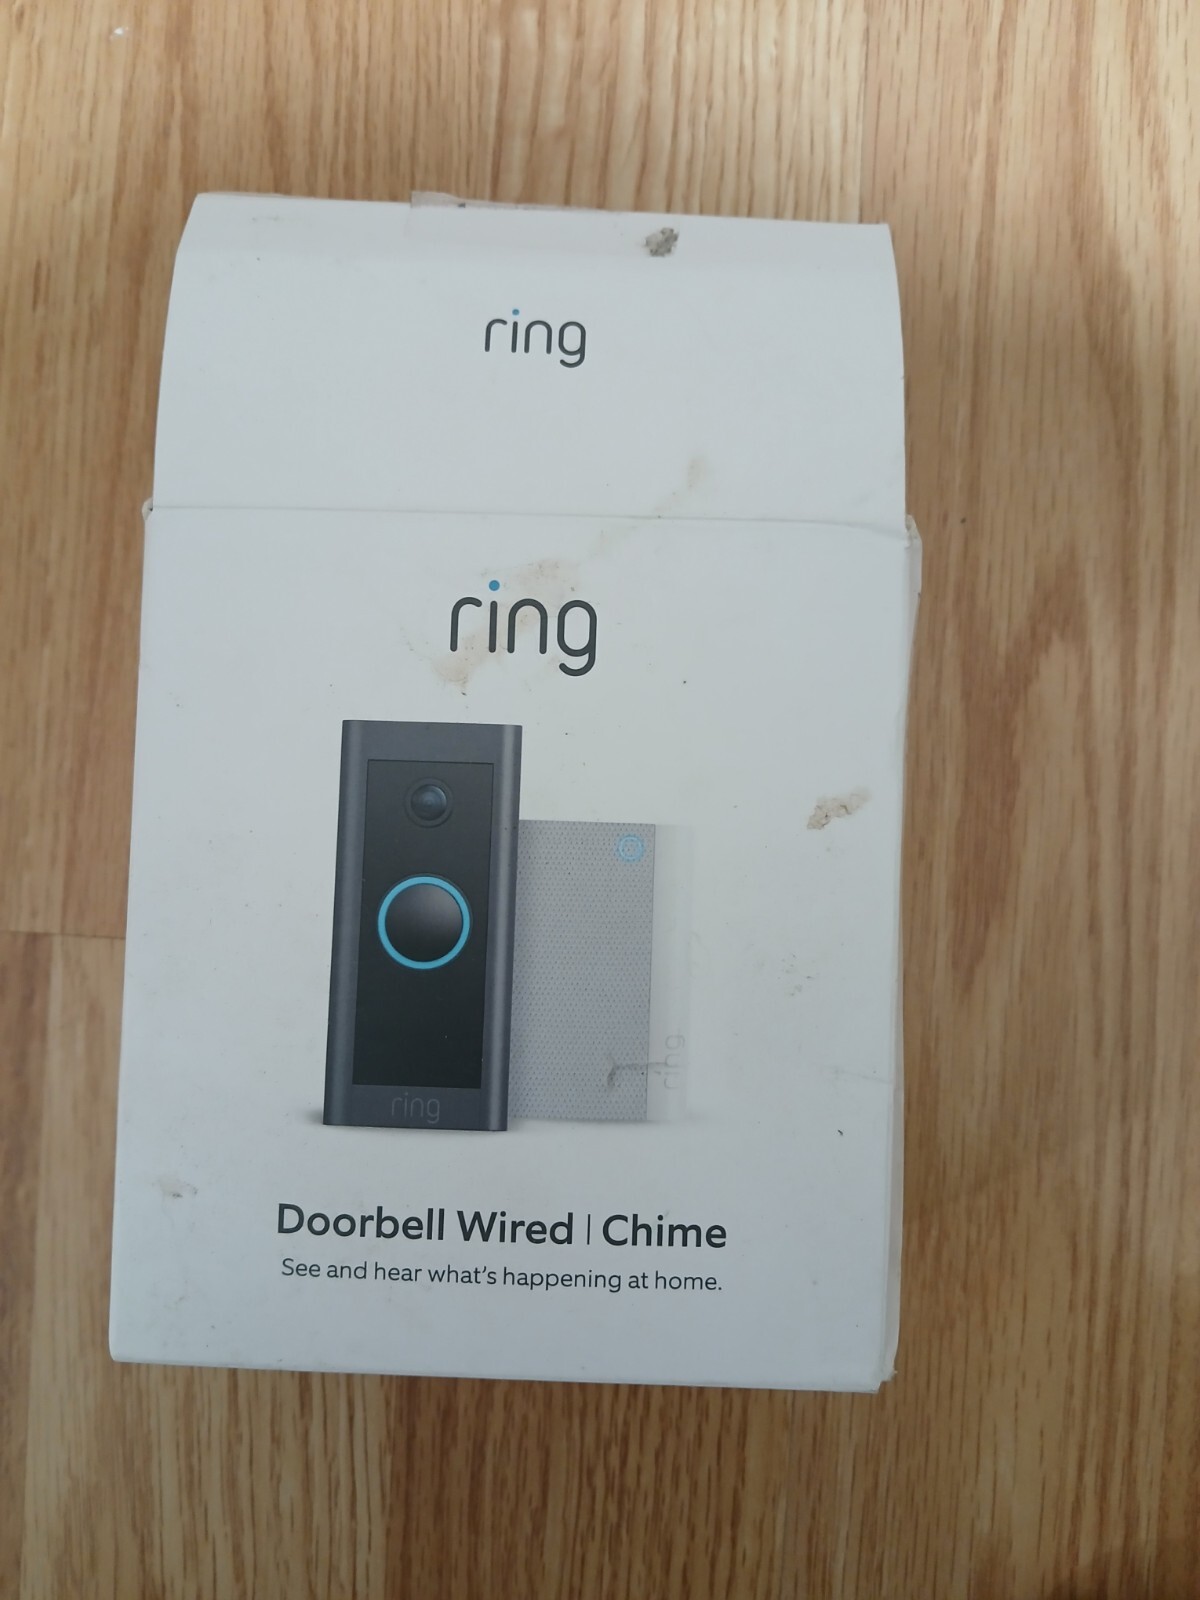 ring
ring
ring
ring
Doorbell Wired | Chime
See and hear what's happening at home.